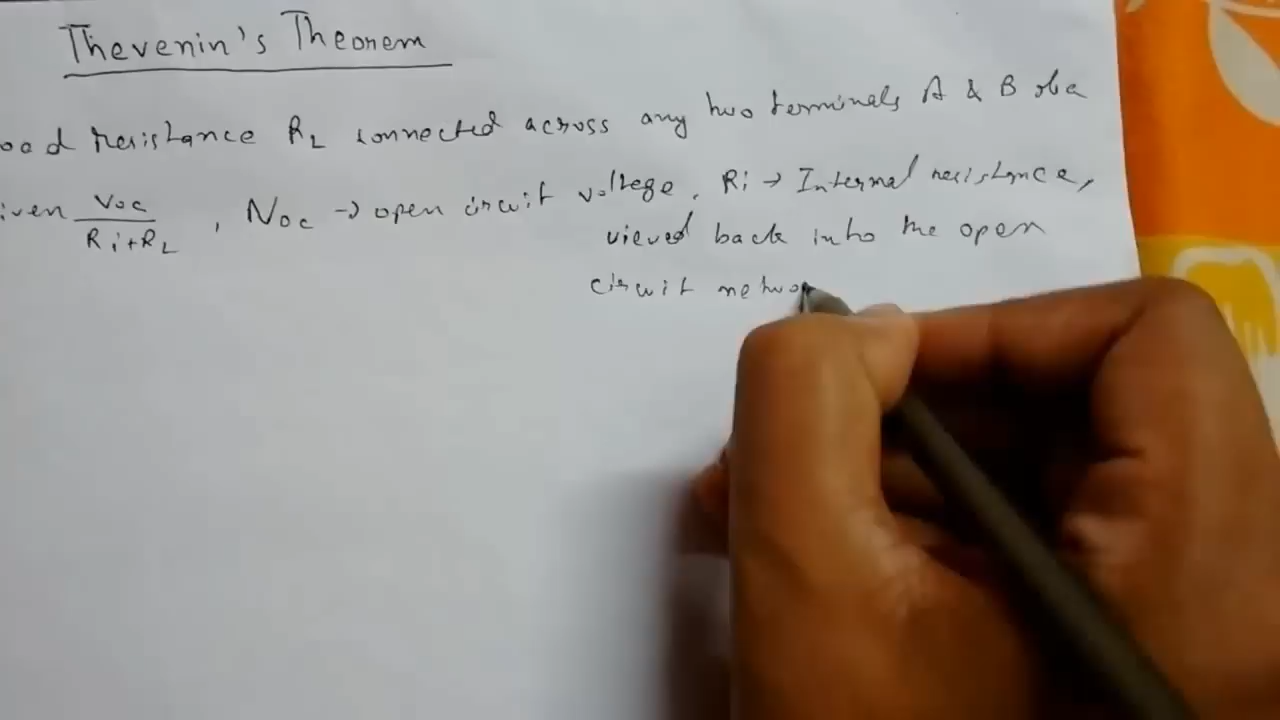 Thevenin's Theorem
oad resistance RL connected across any two terminals A & B of a
iven Voc / Ri+RL , Voc → open circuit voltage, Ri → Internal resistance,
viewed back into the open
circuit netwo